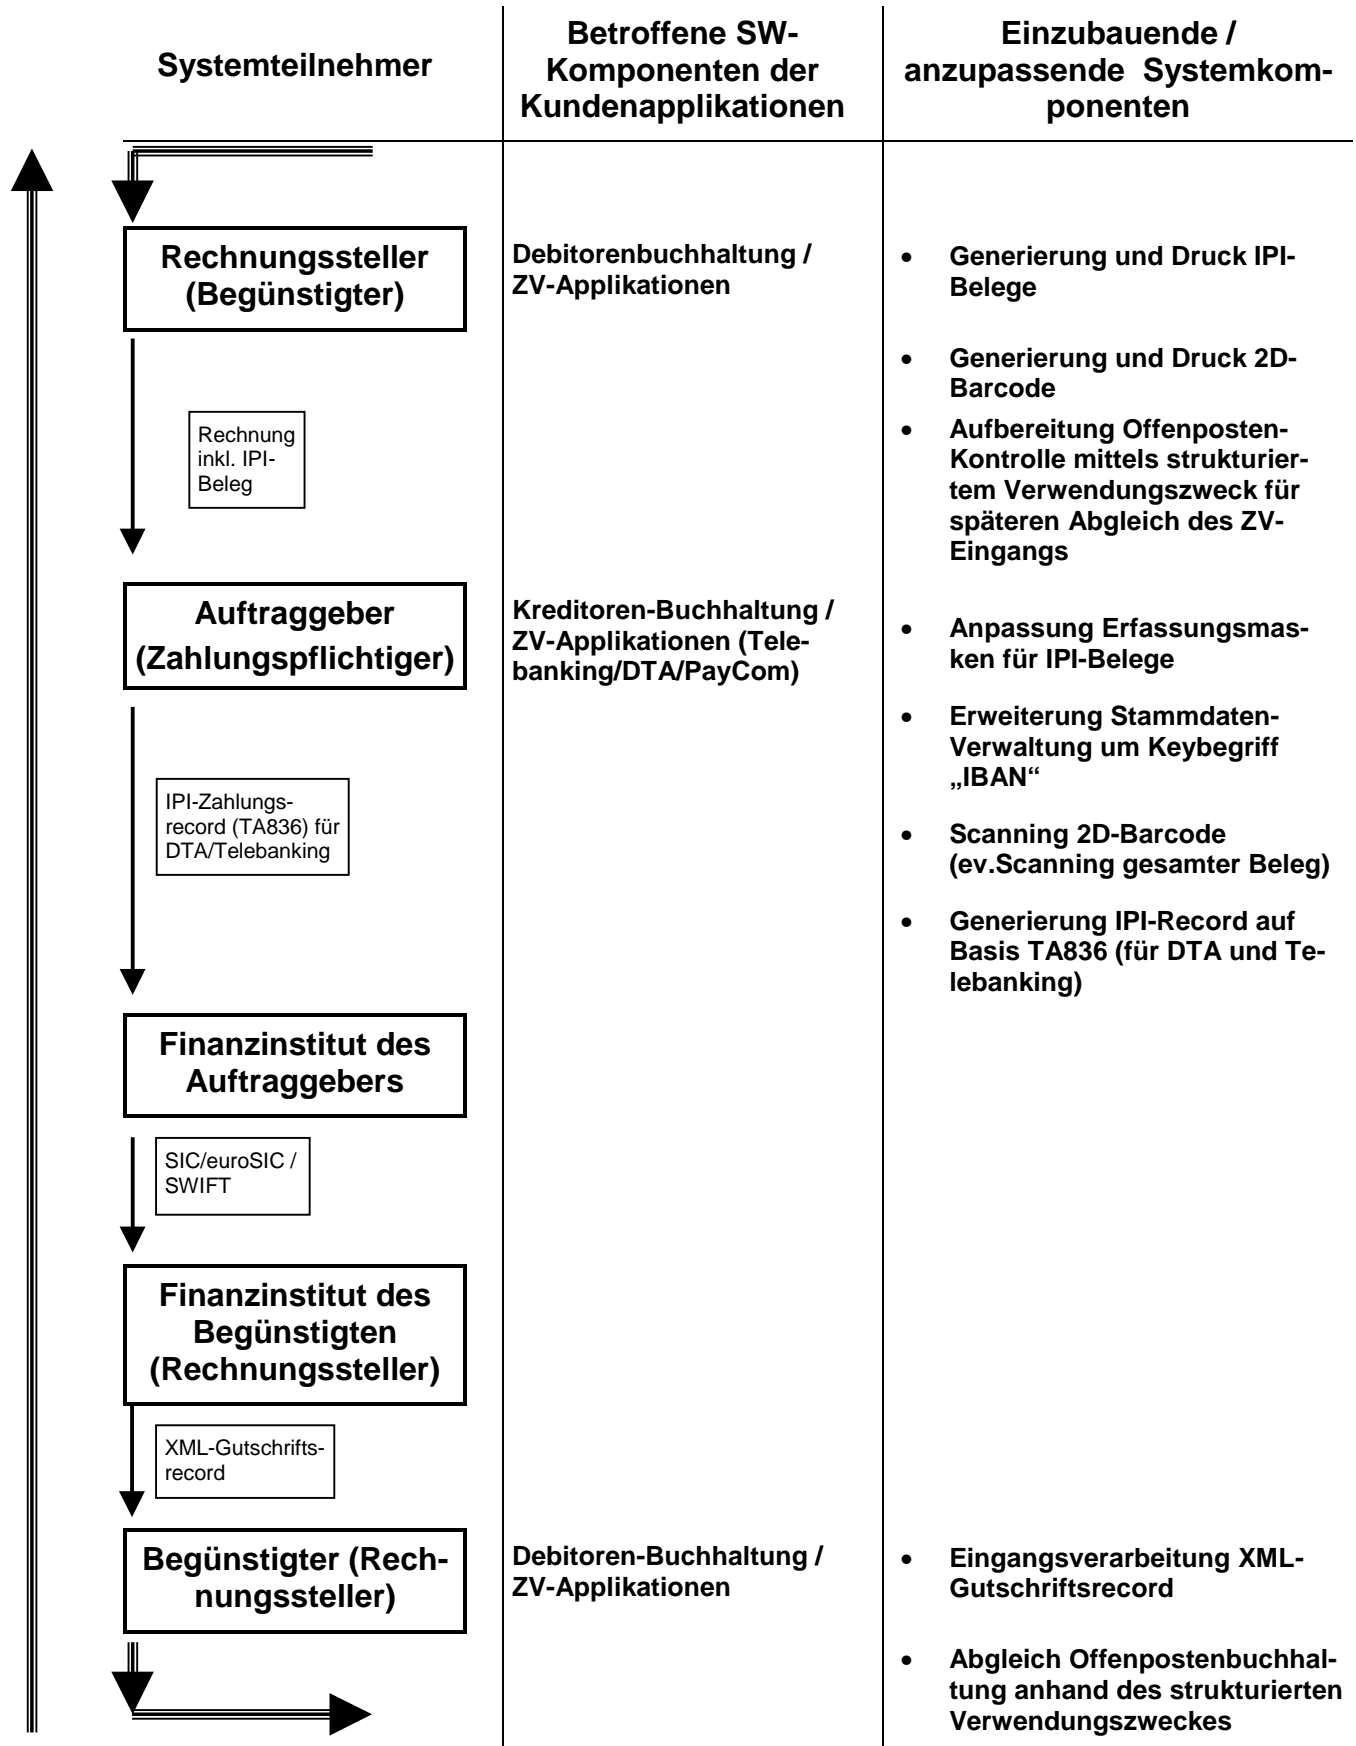 Systemteilnehmer
Betroffene SW-
Komponenten der
Kundenapplikationen
Einzubauende /
anzupassende Systemkom-
ponenten
Rechnungssteller
(Begünstigter)
Debitorenbuchhaltung /
ZV-Applikationen
• Generierung und Druck IPI-
Belege
• Generierung und Druck 2D-
Barcode
• Aufbereitung Offenposten-
Kontrolle mittels strukturier-
tem Verwendungszweck für
späteren Abgleich des ZV-
Eingangs
Rechnung
inkl. IPI-
Beleg
Auftraggeber
(Zahlungspflichtiger)
Kreditoren-Buchhaltung /
ZV-Applikationen (Tele-
banking/DTA/PayCom)
• Anpassung Erfassungsmas-
ken für IPI-Belege
• Erweiterung Stammdaten-
Verwaltung um Keybegriff
„IBAN“
• Scanning 2D-Barcode
(ev.Scanning gesamter Beleg)
• Generierung IPI-Record auf
Basis TA836 (für DTA und Te-
lebanking)
IPI-Zahlungs-
record (TA836) für
DTA/Telebanking
Finanzinstitut des
Auftraggebers
SIC/euroSIC /
SWIFT
Finanzinstitut des
Begünstigten
(Rechnungssteller)
XML-Gutschrifts-
record
Begünstigter (Rech-
nungssteller)
Debitoren-Buchhaltung /
ZV-Applikationen
• Eingangsverarbeitung XML-
Gutschriftsrecord
• Abgleich Offenpostenbuchhal-
tung anhand des strukturierten
Verwendungszweckes